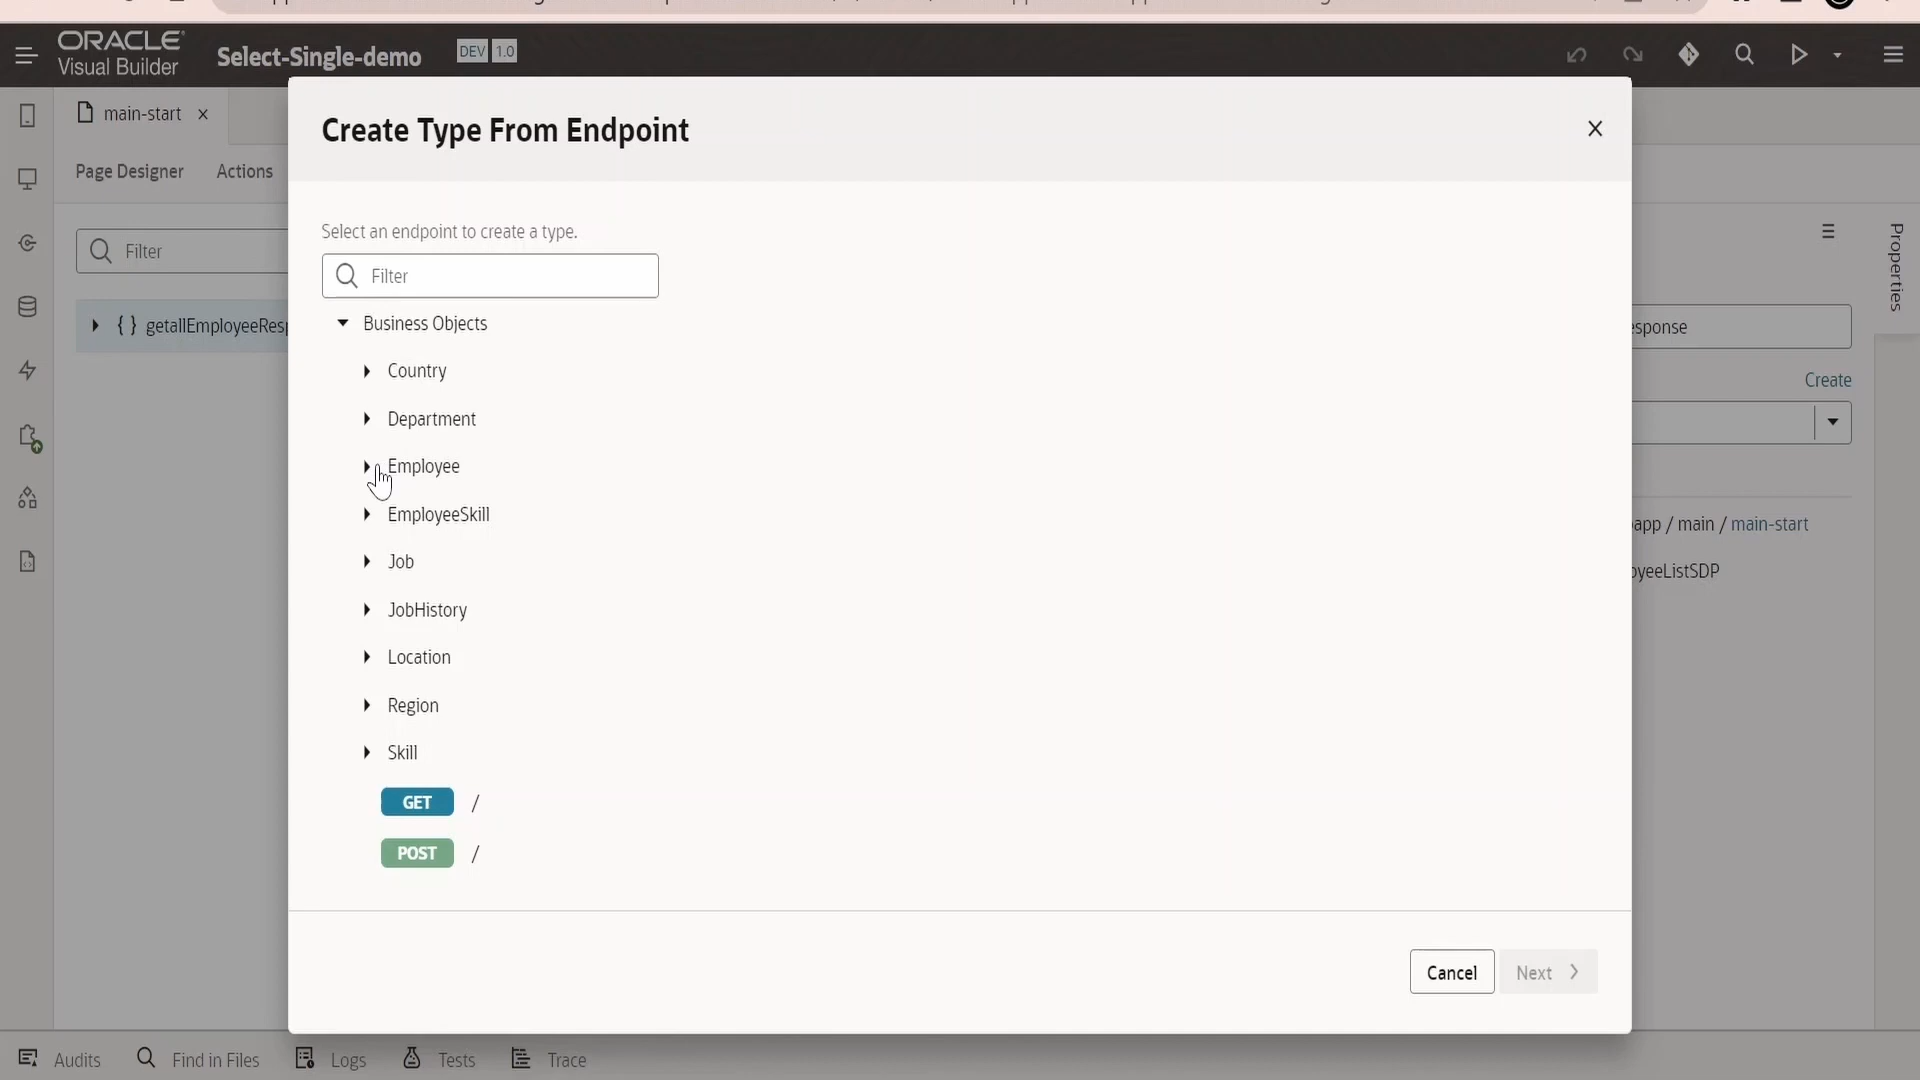 ORACLE
Visual Builder
Select-Single-demo
DEV 1.0
main-start
Page Designer
Actions
Filter
getallEmployeeResp
Create Type From Endpoint
Select an endpoint to create a type.
Filter
Business Objects
Country
Department
Employee
EmployeeSkill
Job
JobHistory
Location
Region
Skill
GET /
POST /
Cancel
Next
Properties
esponse
Create
app / main / main-start
oyeeListSDP
Audits
Find in Files
Logs
Tests
Trace